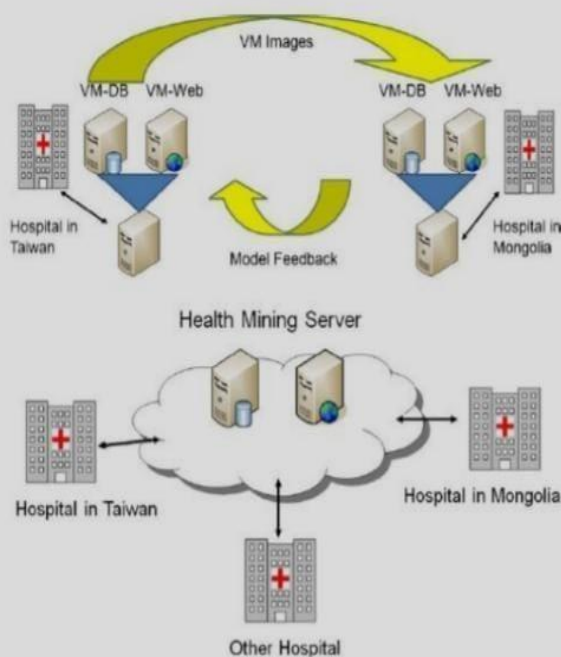 VM Images
VM-DB
VM-Web
VM-DB
VM-Web
Hospital in
Taiwan
Hospital in
Mongolia
Model Feedback
Health Mining Server
Hospital in Taiwan
Hospital in Mongolia
Other Hospital